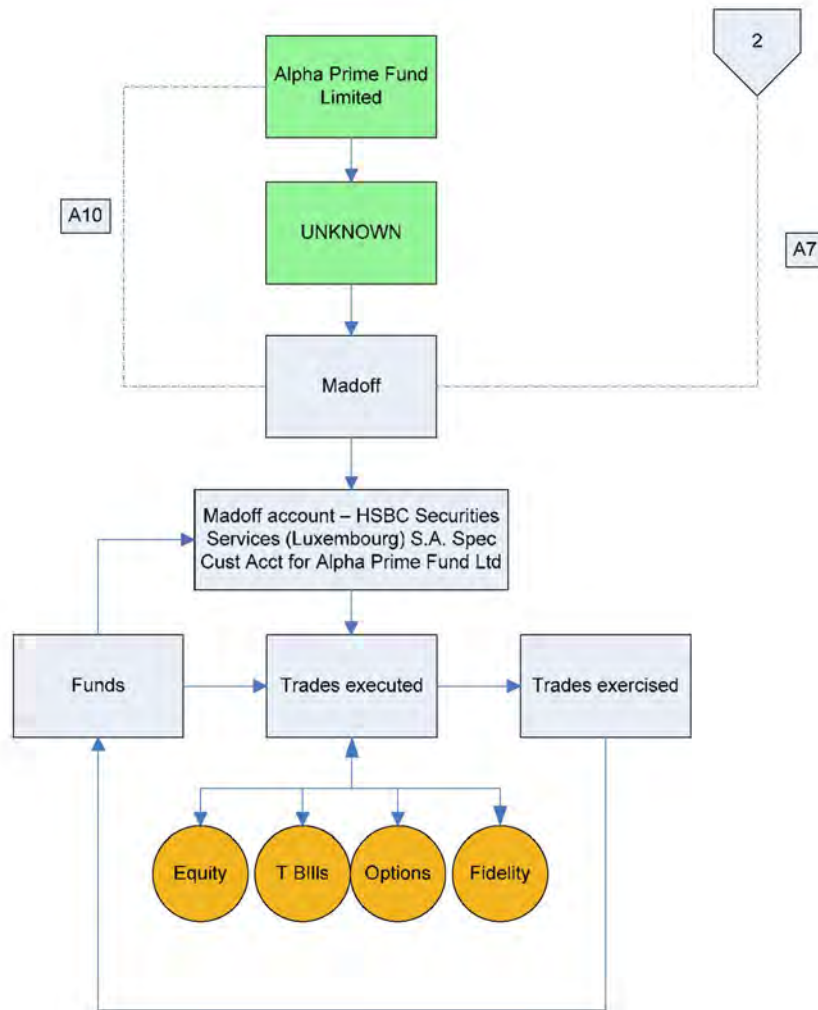 Alpha Prime Fund
Limited
2
A10
UNKNOWN
A7
Madoff
Madoff account – HSBC Securities
Services (Luxembourg) S.A. Spec
Cust Acct for Alpha Prime Fund Ltd
Funds
Trades executed
Trades exercised
Equity
T BIlls
Options
Fidelity